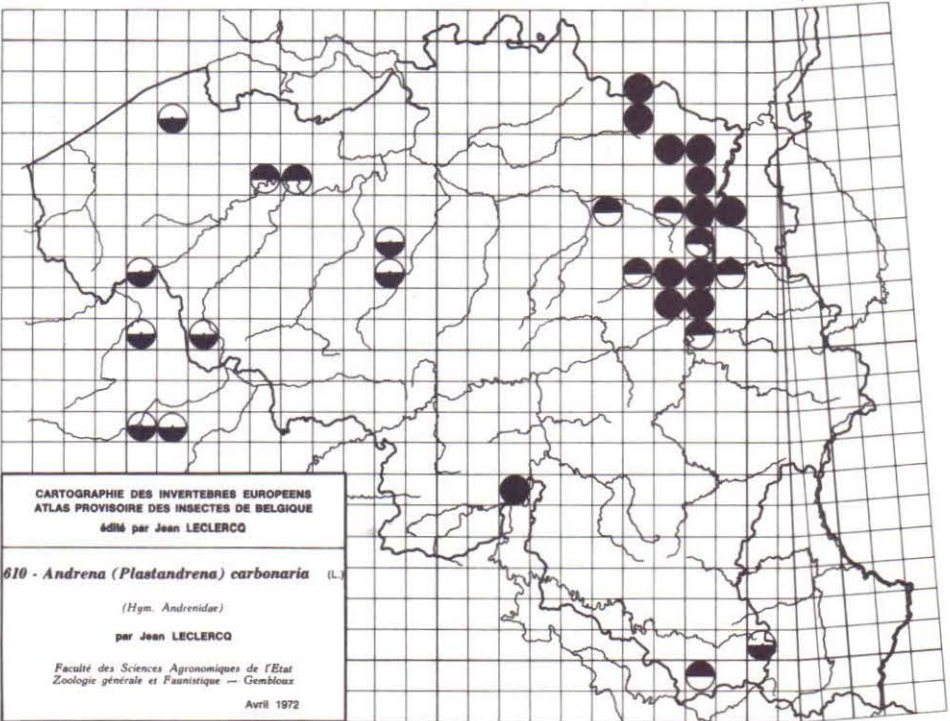 CARTOGRAPHIE DES INVERTEBRES EUROPEENS
ATLAS PROVISOIRE DES INSECTES DE BELGIQUE
édité par Jean LECLERCQ
610 - Andrena (Plastandrena) carbonaria (L.)
(Hym. Andrenidae)
par Jean LECLERCQ
Faculté des Sciences Agronomiques de l'Etat
Zoologie générale et Faunistique — Gembloux
Avril 1972